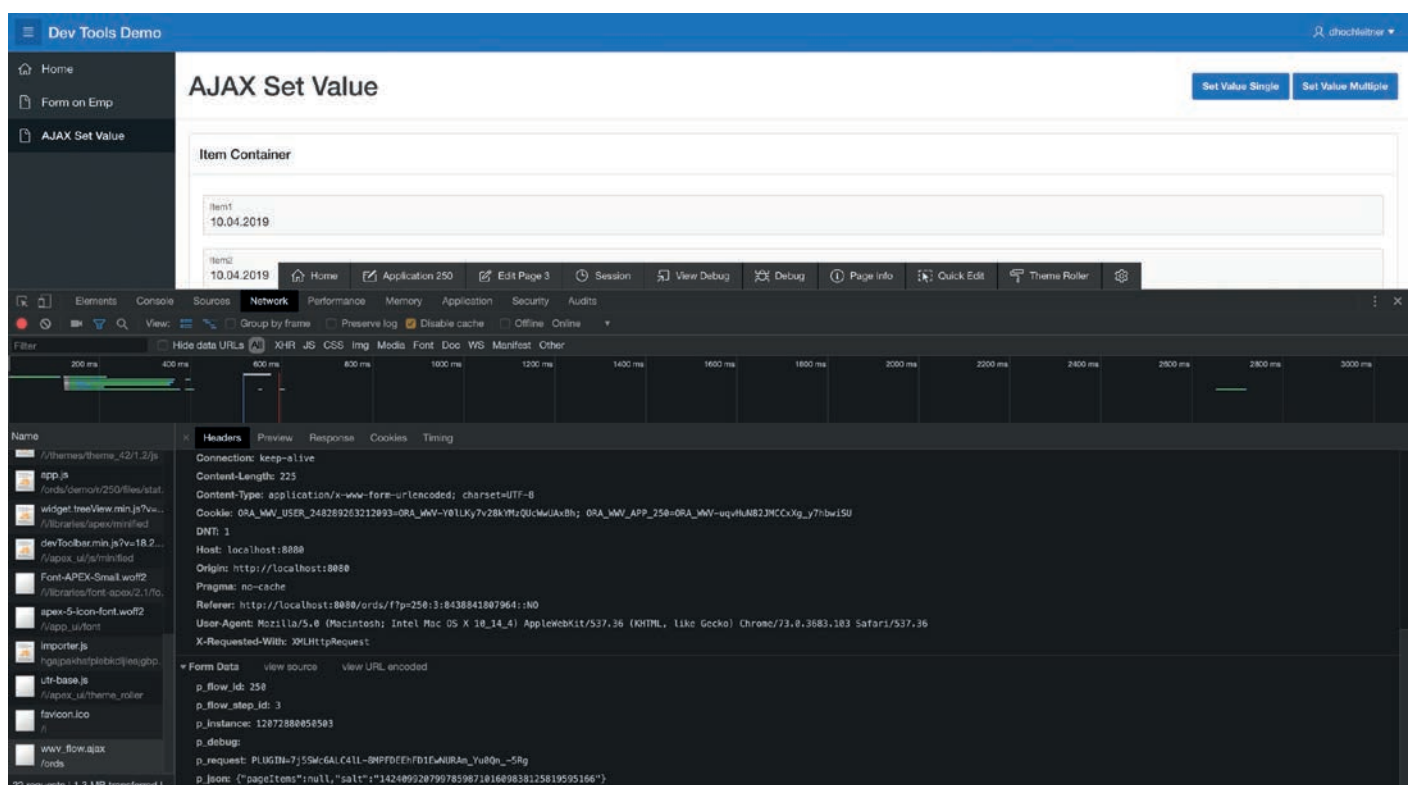 Dev Tools Demo
dhochleitner
Home
Form on Emp
AJAX Set Value
AJAX Set Value
Set Value Single
Set Value Multiple
Item Container
Item1
10.04.2019
Item2
10.04.2019
Home
Application 250
Edit Page 3
Session
View Debug
Debug
Page Info
Quick Edit
Theme Roller
Elements Console Sources Network Performance Memory Application Security Audits
View: Group by frame Preserve log Disable cache Offline Online
Filter Hide data URLs All XHR JS CSS Img Media Font Doc WS Manifest Other
200 ms 400 ms 600 ms 800 ms 1000 ms 1200 ms 1400 ms 1600 ms 1800 ms 2000 ms 2200 ms 2400 ms 2600 ms 2800 ms 3000 ms
Name
/i/themes/theme_42/1.2/js
app.js
/ords/demo/r/250/files/stat.
widget.treeView.min.js?v=...
/i/libraries/apex/minified
devToolbar.min.js?v=18.2...
/i/apex_ui/js/minified
Font-APEX-Small.woff2
/i/libraries/font-apex/2.1/fo.
apex-5-icon-font.woff2
/i/app_ui/font
importer.js
utr-base.js
/i/apex_ui/theme_roller
favicon.ico
/i
wwv_flow.ajax
/ords
× Headers Preview Response Cookies Timing
Connection: keep-alive
Content-Length: 225
Content-Type: application/x-www-form-urlencoded; charset=UTF-8
Cookie:
DNT: 1
Host: localhost:8080
Origin: http://localhost:8080
Pragma: no-cache
Referer: http://localhost:8080/ords/f?p=250:3:8438841807964::NO
User-Agent: Mozilla/5.0 (Macintosh; Intel Mac OS X 10_14_4) AppleWebKit/537.36 (KHTML, like Gecko) Chrome/73.0.3683.103 Safari/537.36
X-Requested-With: XMLHttpRequest
Form Data view source view URL encoded
p_flow_id: 250
p_flow_step_id: 3
p_instance: 12072880050503
p_debug:
p_request:
p_json: {"pageItems":null,"salt":"142409920799785987101609838125819595166"}